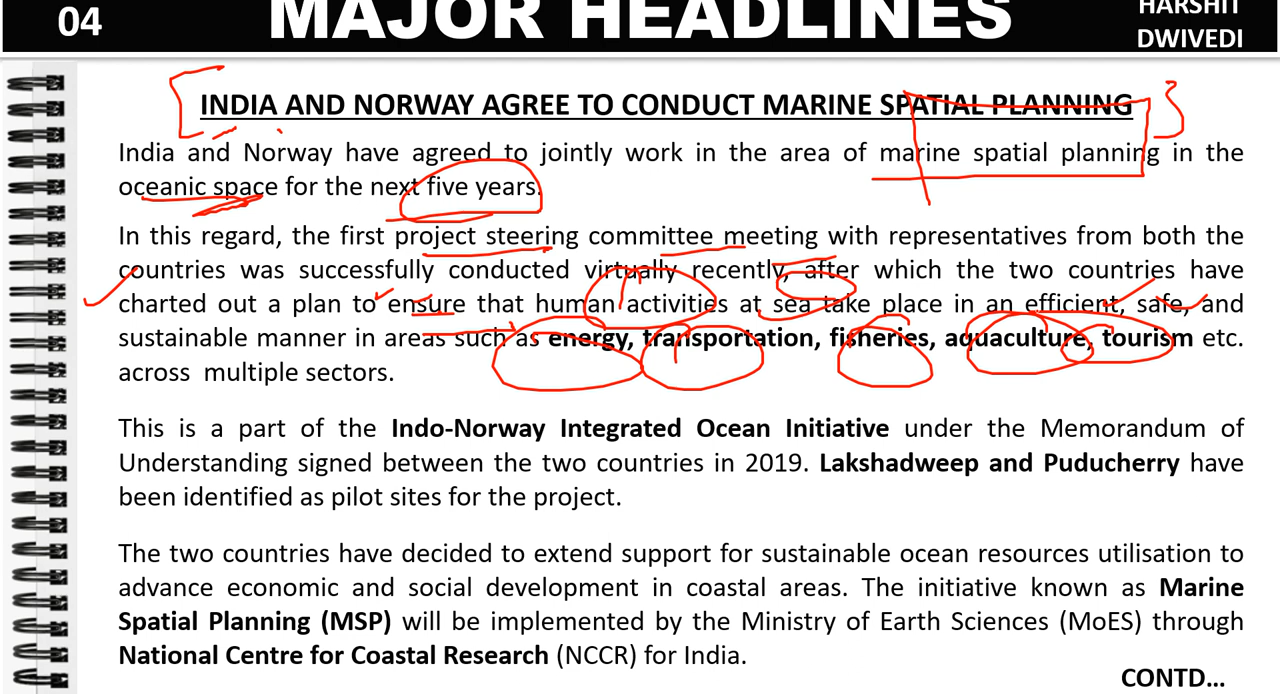 04
MAJOR HEADLINES
HARSHIT
DWIVEDI
INDIA AND NORWAY AGREE TO CONDUCT MARINE SPATIAL PLANNING
India and Norway have agreed to jointly work in the area of marine spatial planning in the
oceanic space for the next five years.
In this regard, the first project steering committee meeting with representatives from both the
countries was successfully conducted virtually recently, after which the two countries have
charted out a plan to ensure that human activities at sea take place in an efficient, safe, and
sustainable manner in areas such as energy, transportation, fisheries, aquaculture, tourism etc.
across multiple sectors.
This is a part of the Indo-Norway Integrated Ocean Initiative under the Memorandum of
Understanding signed between the two countries in 2019. Lakshadweep and Puducherry have
been identified as pilot sites for the project.
The two countries have decided to extend support for sustainable ocean resources utilisation to
advance economic and social development in coastal areas. The initiative known as Marine
Spatial Planning (MSP) will be implemented by the Ministry of Earth Sciences (MoES) through
National Centre for Coastal Research (NCCR) for India.
CONTD...